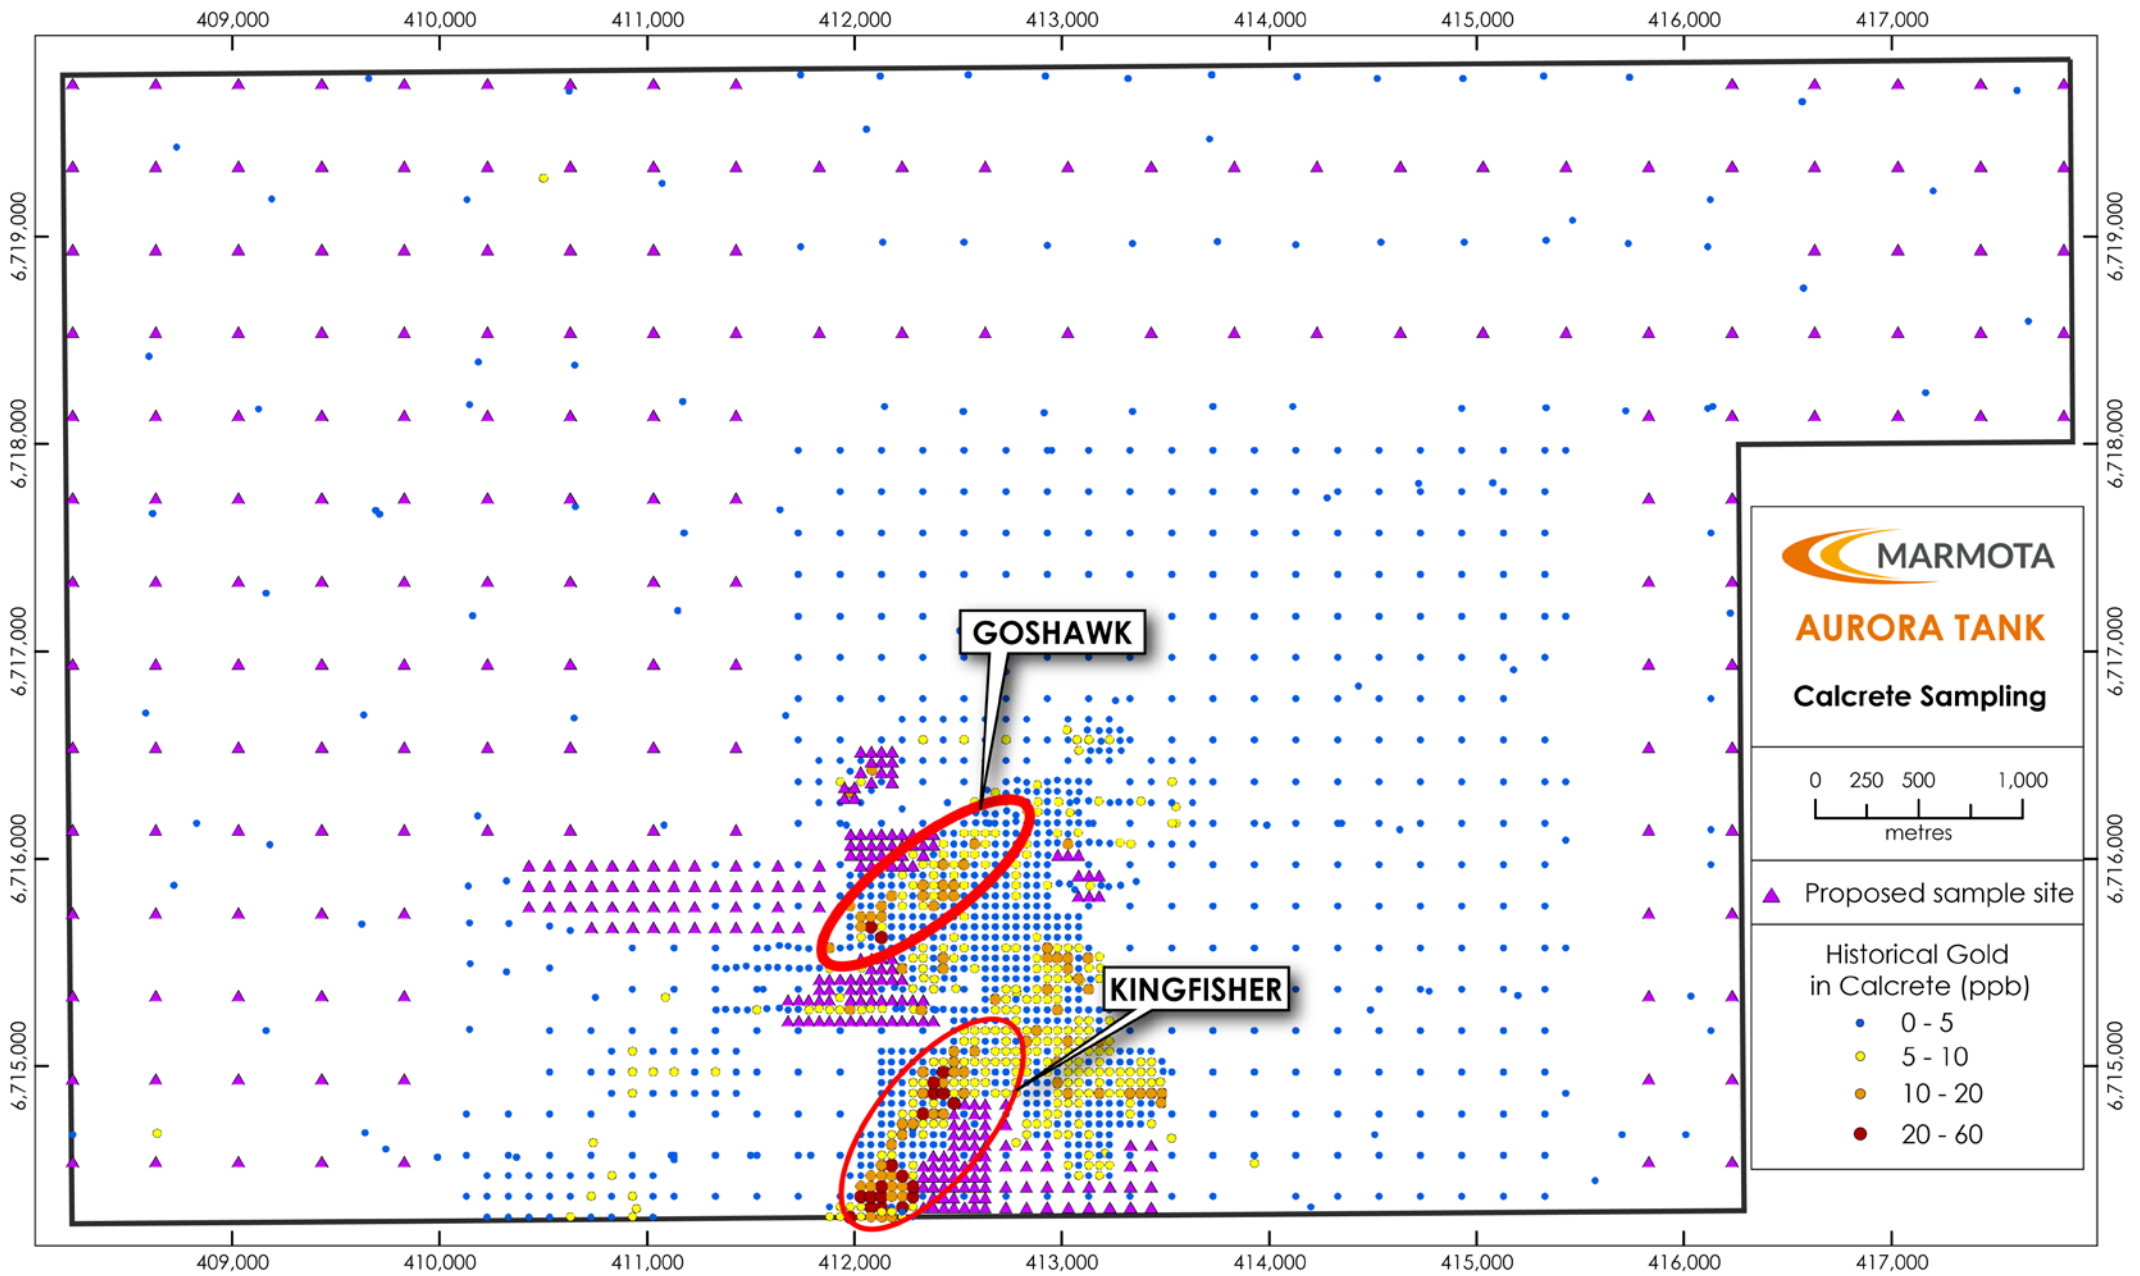 409,000 410,000 411,000 412,000 413,000 414,000 415,000 416,000 417,000
6,719,000
6,718,000
6,717,000
6,716,000
6,715,000
6,719,000
6,718,000
6,717,000
6,716,000
6,715,000
GOSHAWK
KINGFISHER
MARMOTA
AURORA TANK
Calcrete Sampling
0 250 500 1,000
metres
Proposed sample site
Historical Gold
in Calcrete (ppb)
0 - 5
5 - 10
10 - 20
20 - 60
409,000 410,000 411,000 412,000 413,000 414,000 415,000 416,000 417,000